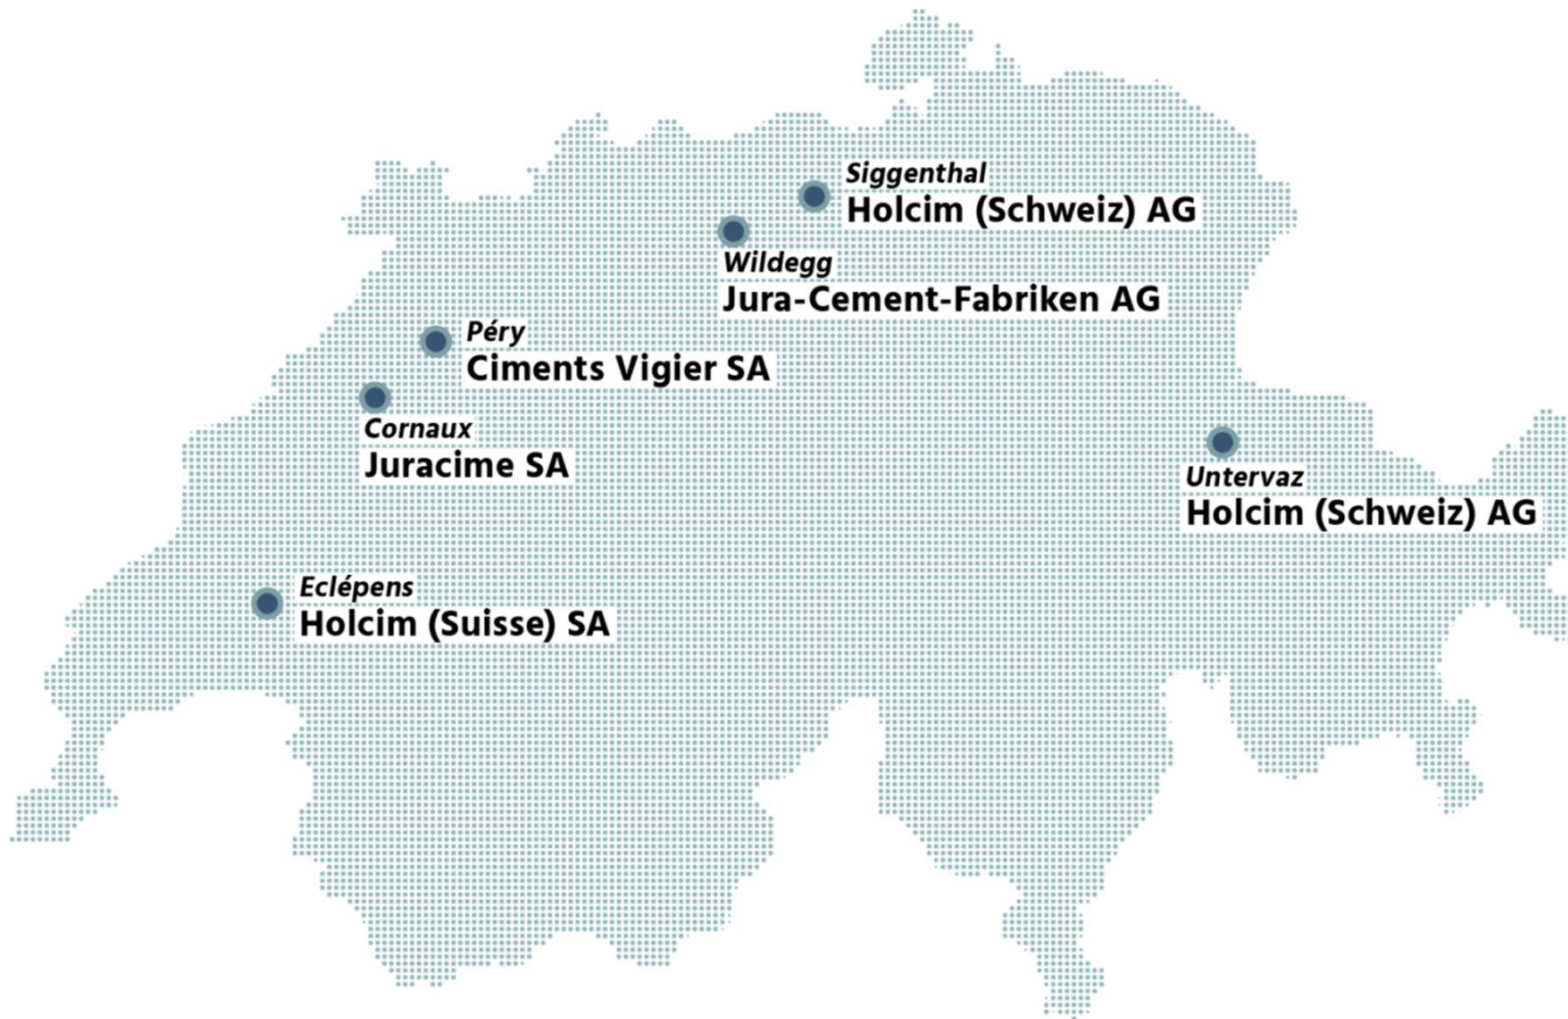 Siggenthal
Holcim (Schweiz) AG
Wildegg
Jura-Cement-Fabriken AG
Péry
Ciments Vigier SA
Cornaux
Juracime SA
Untervaz
Holcim (Schweiz) AG
Eclépens
Holcim (Suisse) SA